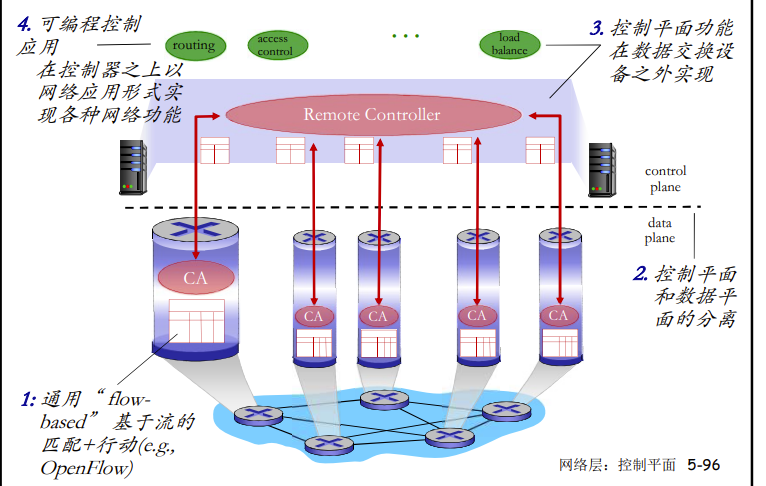 4. 可编程控制
应用
在控制器之上以
网络应用形式实
现各种网络功能
routing
access
control
...
load
balance
3. 控制平面功能
在数据交换设
备之外实现
Remote Controller
control
plane
data
plane
2. 控制平面
和数据平
面的分离
CA
CA
CA
CA
CA
1: 通用“ flow-
based” 基于流的
匹配+行动(e.g.,
OpenFlow)
网络层：控制平面 5-96